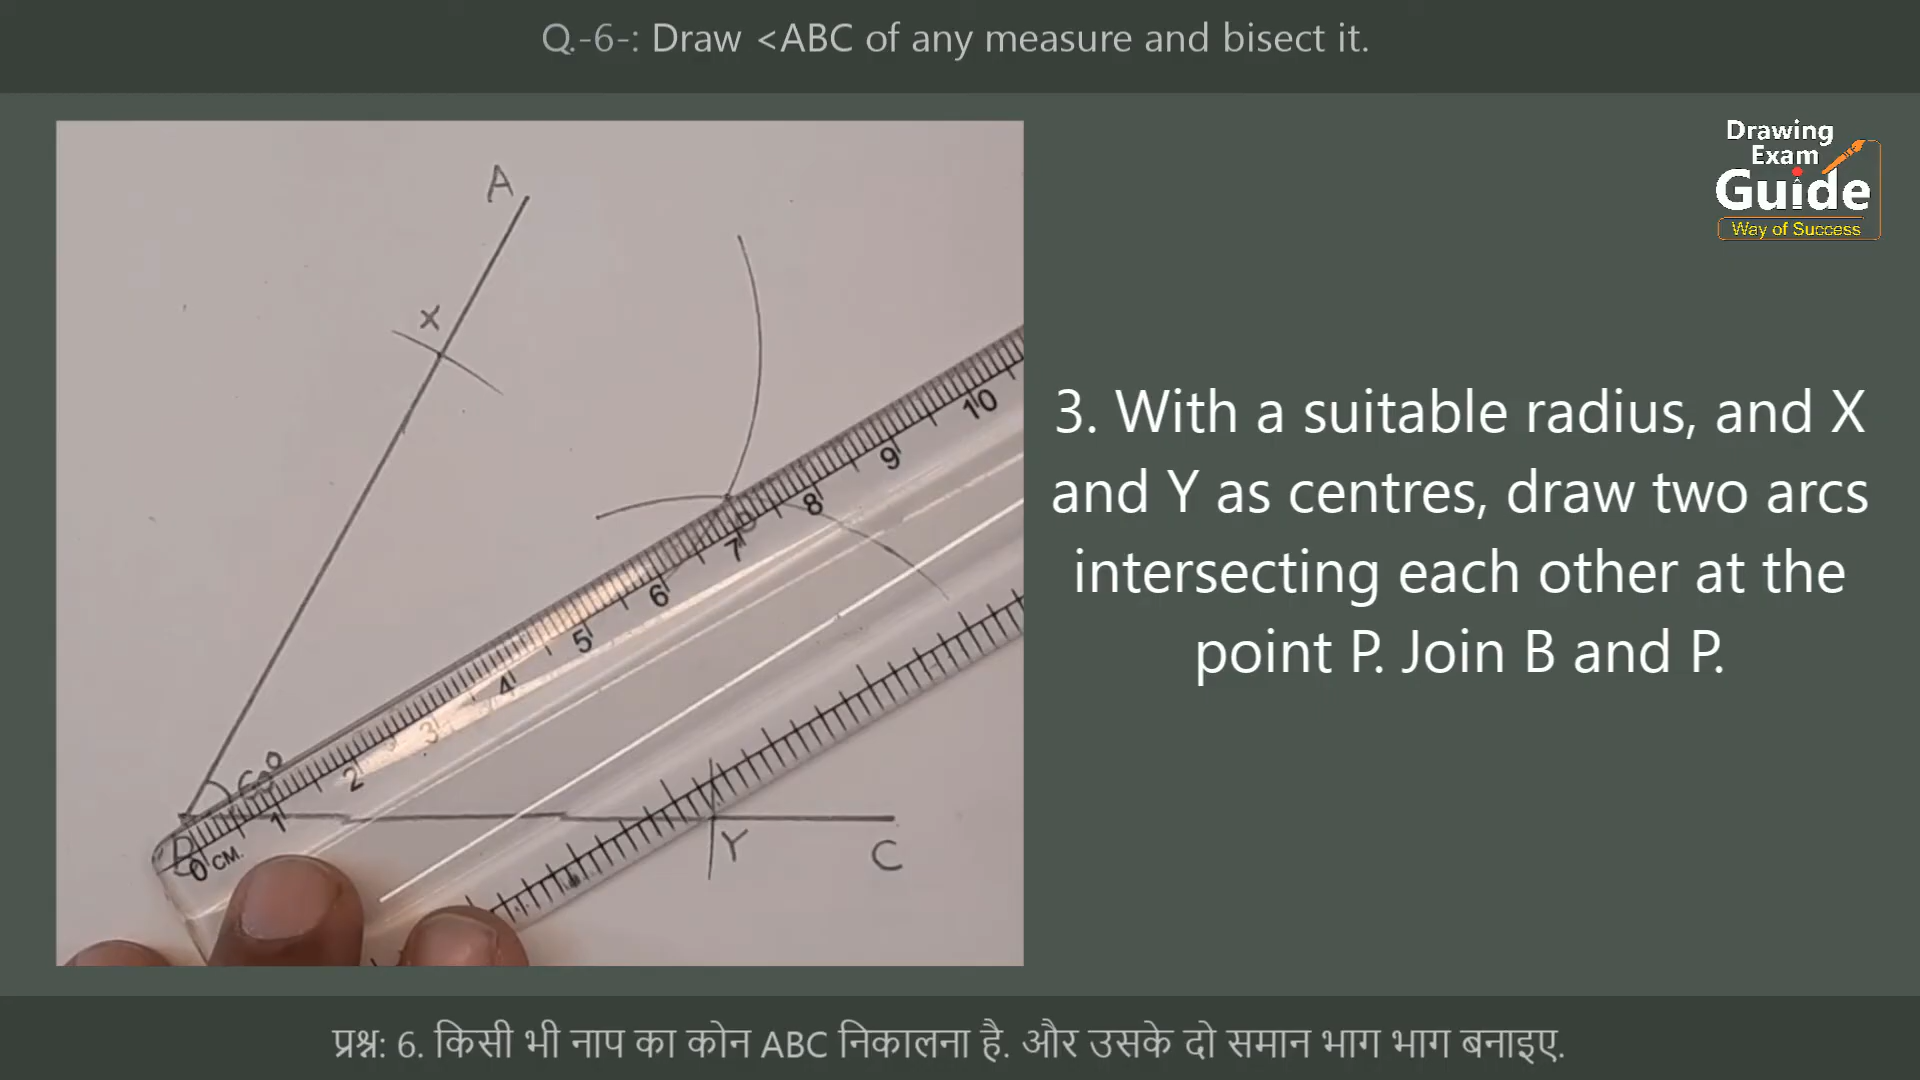 Q.-6-: Draw <ABC of any measure and bisect it.
Drawing
Exam
Guide
Way of Success
A
X
10
9
8
7
6
5
4
3
2
1
0 CM.
60°
B
Y
C
3. With a suitable radius, and X
and Y as centres, draw two arcs
intersecting each other at the
point P. Join B and P.
प्रश्न: 6. किसी भी नाप का कोन ABC निकालना है. और उसके दो समान भाग भाग बनाइए.